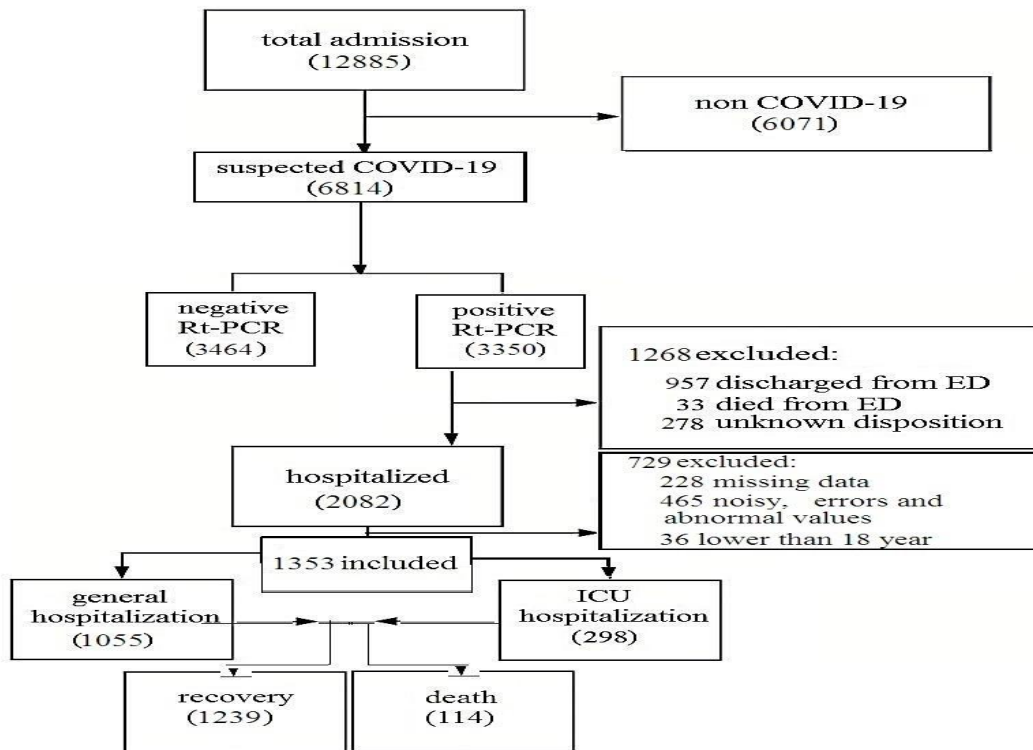 total admission
(12885)
non COVID-19
(6071)
suspected COVID-19
(6814)
negative
Rt-PCR
(3464)
positive
Rt-PCR
(3350)
1268 excluded:
957 discharged from ED
33 died from ED
278 unknown disposition
hospitalized
(2082)
729 excluded:
228 missing data
465 noisy, errors and
abnormal values
36 lower than 18 year
1353 included
general
hospitalization
(1055)
ICU
hospitalization
(298)
recovery
(1239)
death
(114)